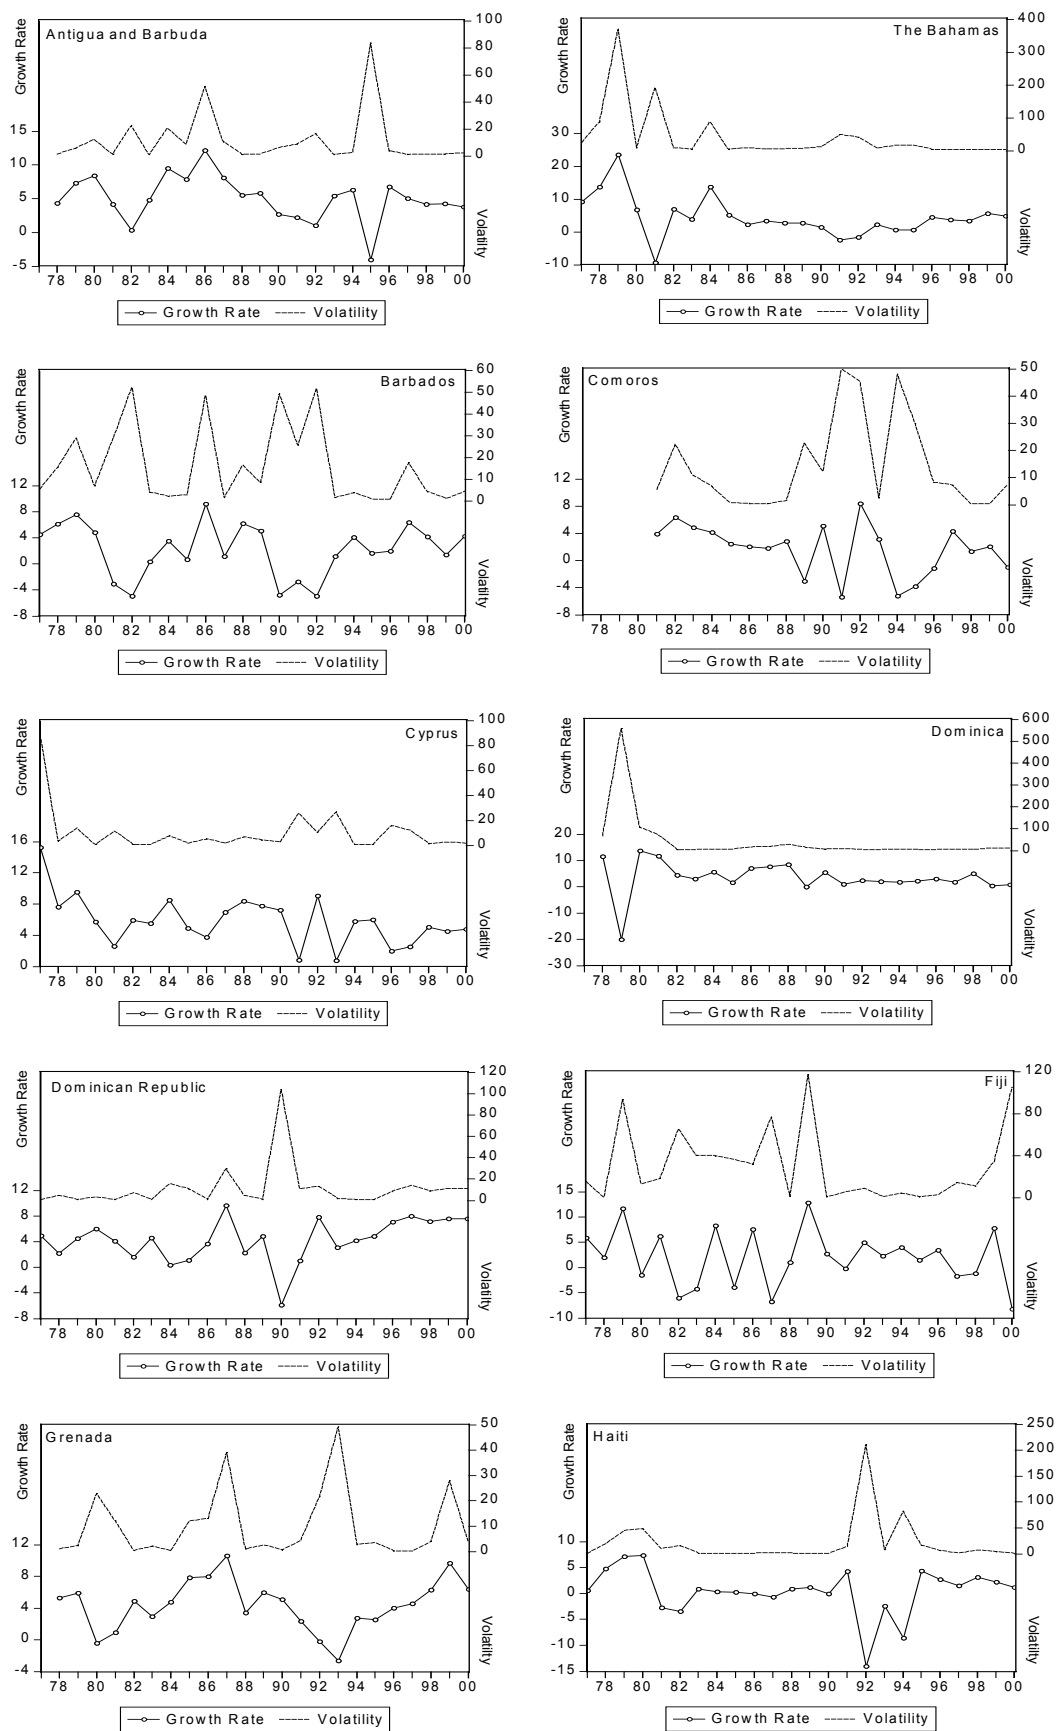 Antigua and Barbuda
Growth Rate
15
10
5
0
-5
100
80
60
40
20
0
Volatility
78 80 82 84 86 88 90 92 94 96 98 00
Growth Rate Volatility
The Bahamas
Growth Rate
30
20
10
0
-10
400
300
200
100
0
Volatility
78 80 82 84 86 88 90 92 94 96 98 00
Growth Rate Volatility
Barbados
Growth Rate
12
8
4
0
-4
-8
60
50
40
30
20
10
0
Volatility
78 80 82 84 86 88 90 92 94 96 98 00
Growth Rate Volatility
Comoros
Growth Rate
12
8
4
0
-4
-8
50
40
30
20
10
0
Volatility
78 80 82 84 86 88 90 92 94 96 98 00
Growth Rate Volatility
Cyprus
Growth Rate
16
12
8
4
0
100
80
60
40
20
0
Volatility
78 80 82 84 86 88 90 92 94 96 98 00
Growth Rate Volatility
Dominica
Growth Rate
20
10
0
-10
-20
-30
600
500
400
300
200
100
0
Volatility
78 80 82 84 86 88 90 92 94 96 98 00
Growth Rate Volatility
Dominican Republic
Growth Rate
12
8
4
0
-4
-8
120
100
80
60
40
20
0
Volatility
78 80 82 84 86 88 90 92 94 96 98 00
Growth Rate Volatility
Fiji
Growth Rate
15
10
5
0
-5
-10
120
80
40
0
Volatility
78 80 82 84 86 88 90 92 94 96 98 00
Growth Rate Volatility
Grenada
Growth Rate
12
8
4
0
-4
50
40
30
20
10
0
Volatility
78 80 82 84 86 88 90 92 94 96 98 00
Growth Rate Volatility
Haiti
Growth Rate
10
5
0
-5
-10
-15
250
200
150
100
50
0
Volatility
78 80 82 84 86 88 90 92 94 96 98 00
Growth Rate Volatility